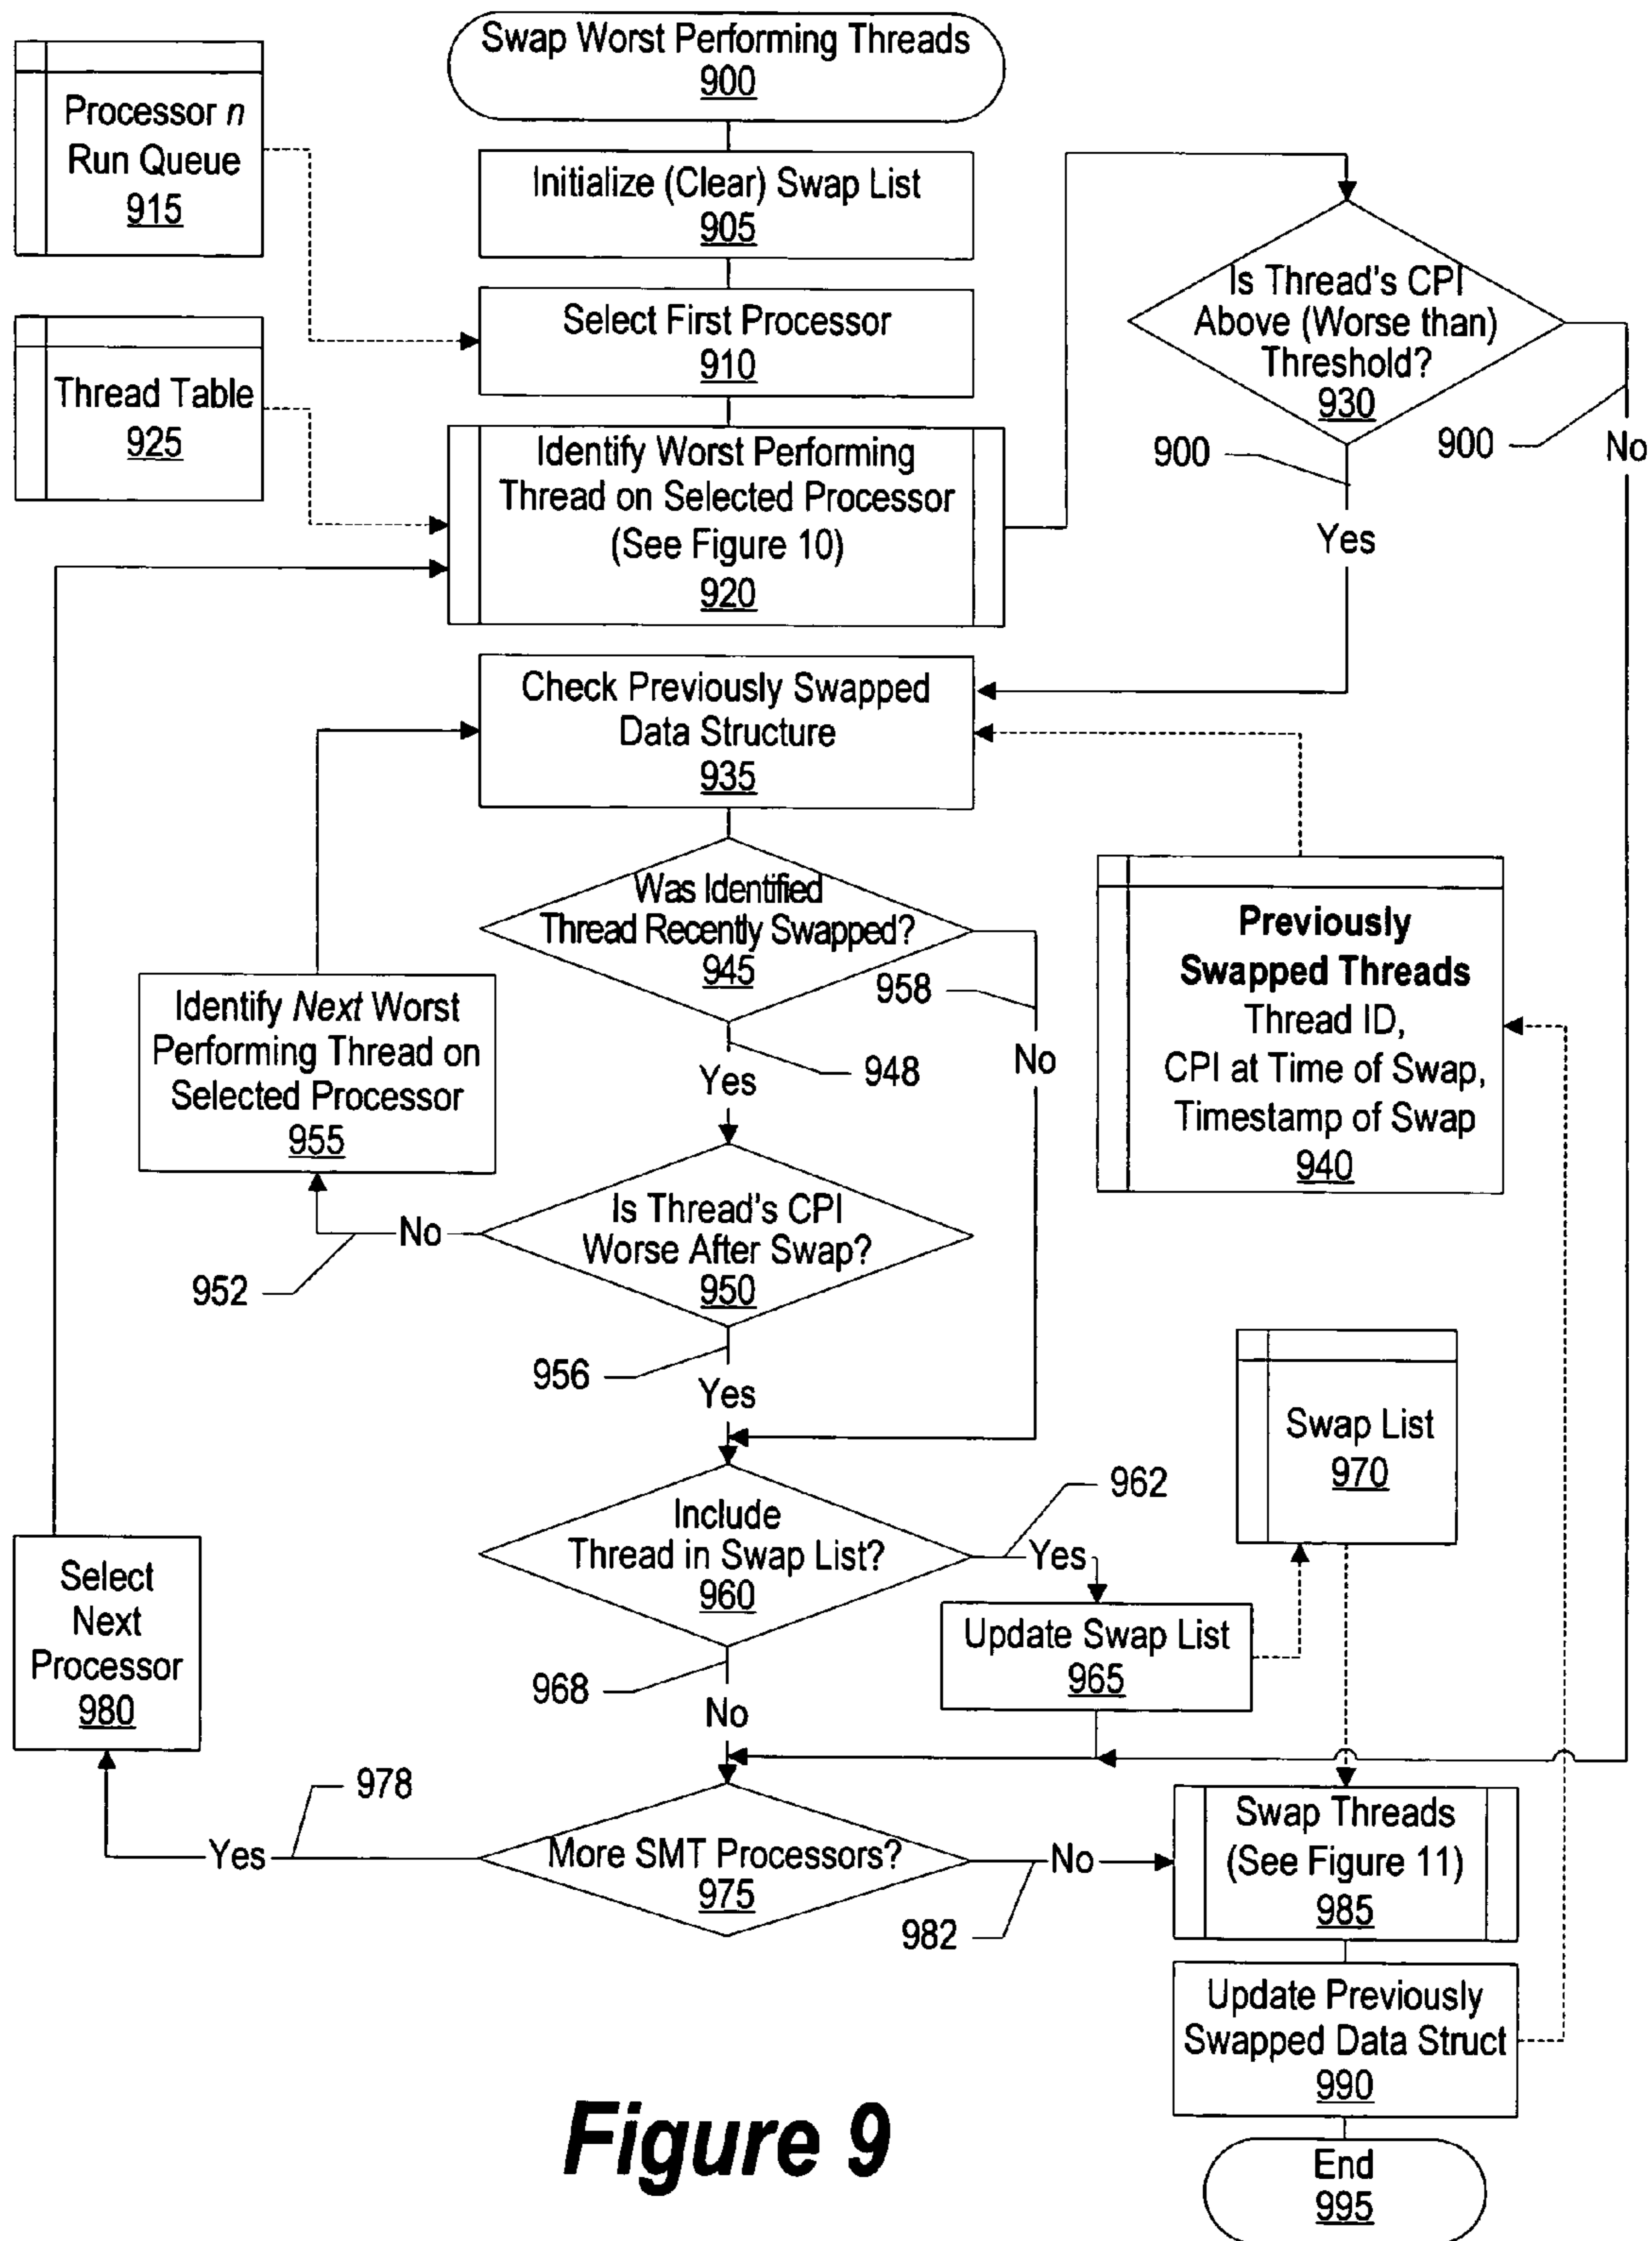 Swap Worst Performing Threads
900
Processor n
Run Queue
915
Initialize (Clear) Swap List
905
Select First Processor
910
Thread Table
925
Identify Worst Performing
Thread on Selected Processor
(See Figure 10)
920
Is Thread's CPI
Above (Worse than)
Threshold?
930
900
Yes
900
No
Check Previously Swapped
Data Structure
935
Was Identified
Thread Recently Swapped?
945
958
No
948
Yes
Previously
Swapped Threads
Thread ID,
CPI at Time of Swap,
Timestamp of Swap
940
Identify Next Worst
Performing Thread on
Selected Processor
955
Is Thread's CPI
Worse After Swap?
950
No
952
956
Yes
Swap List
970
Include
Thread in Swap List?
960
962
Yes
Update Swap List
965
968
No
Select
Next
Processor
980
978
Yes
More SMT Processors?
975
No
982
Swap Threads
(See Figure 11)
985
Update Previously
Swapped Data Struct
990
End
995
Figure 9